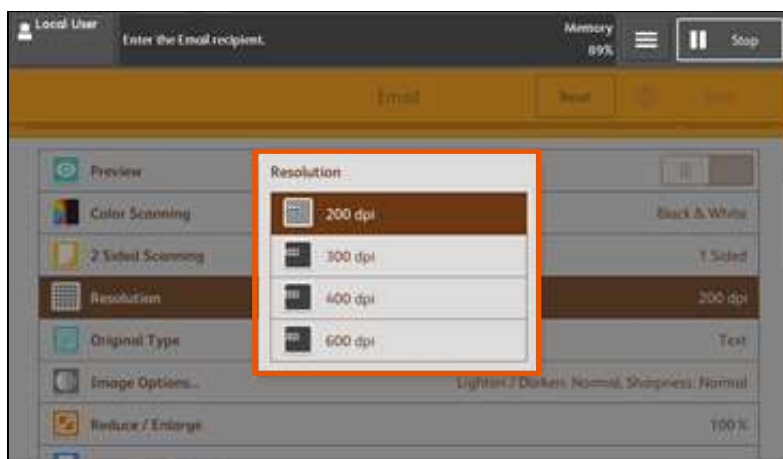 Local User
Enter the Email recipient.
Memory
89%
Stop
Email
Reset
Preview
Color Scanning
Black & White
2 Sided Scanning
1 Sided
Resolution
200 dpi
Original Type
Text
Image Options...
Lighten / Darken: Normal, Sharpness: Normal
Reduce / Enlarge
100%
Resolution
200 dpi
300 dpi
400 dpi
600 dpi